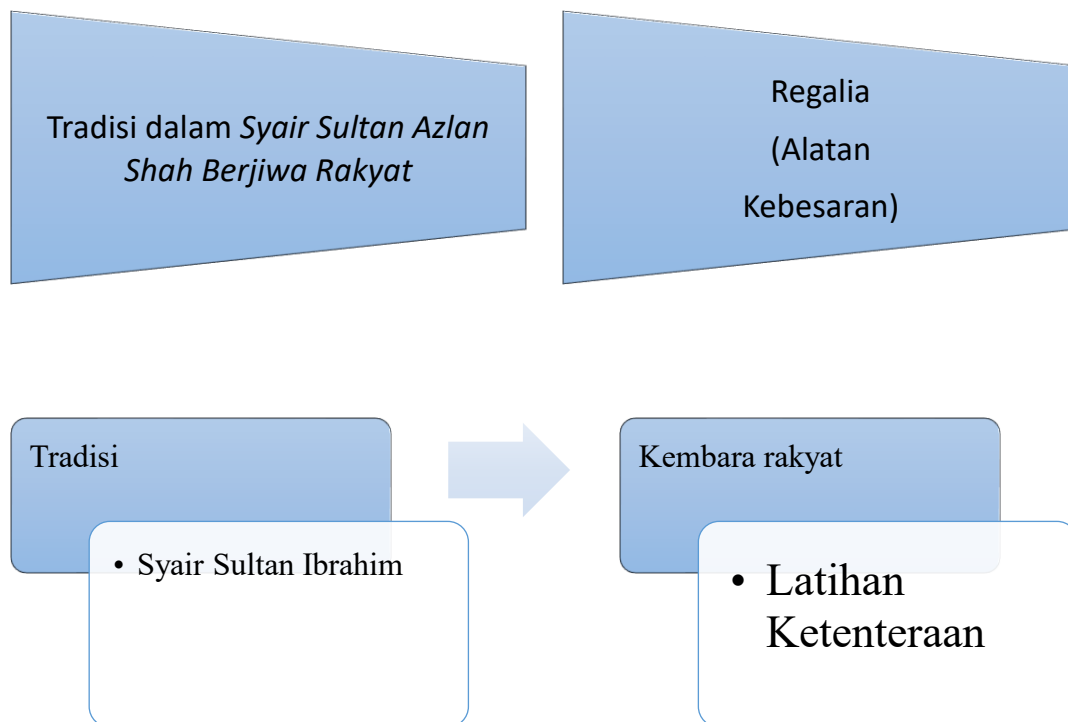 Tradisi dalam Syair Sultan Azlan
Shah Berjiwa Rakyat
Regalia
(Alatan
Kebesaran)
Tradisi
• Syair Sultan Ibrahim
Kembara rakyat
• Latihan
Ketenteraan